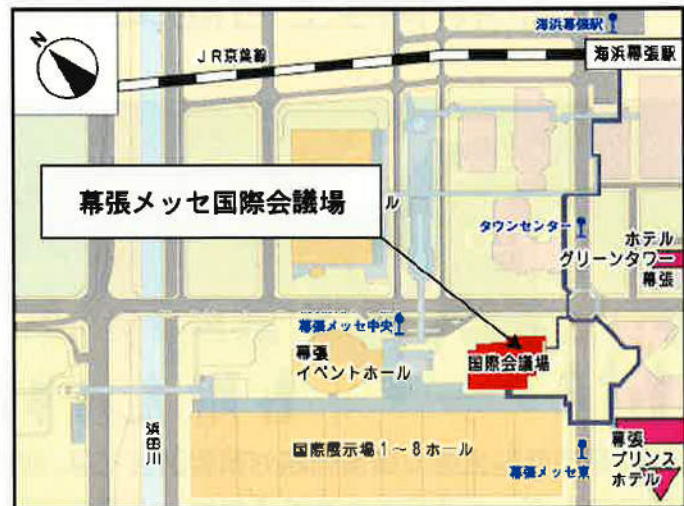 N
海浜幕張駅
JR京葉線
海浜幕張駅
幕張メッセ国際会議場
ル
タウンセンター
ホテル
グリーンタワー
幕張
幕張メッセ中央
幕張
イベントホール
国際会議場
浜田川
国際展示場1～8ホール
幕張メッセ東
幕張
プリンス
ホテル